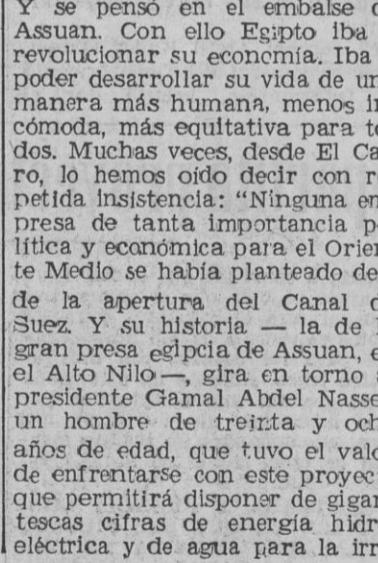 Y se pensó en el embalse d
Assuan. Con ello Egipto iba
revolucionar su economía. Iba
poder desarrollar su vida de un
manera más humana, menos in
cómoda, más equitativa para to
dos. Muchas veces, desde El Ca
ro, lo hemos oído decir con r
petida insistencia: "Ninguna em
presa de tanta importancia po
lítica y económica para el Orien
te Medio se había planteado de
de la apertura del Canal d
Suez. Y su historia — la de l
gran presa egipcia de Assuan, e
el Alto Nilo—, gira en torno a
presidente Gamal Abdel Nasse
un hombre de treinta y och
años de edad, que tuvo el valo
de enfrentarse con este proyec
que permitirá disponer de gigan
tescas cifras de energía hidr
eléctrica y de agua para la irr